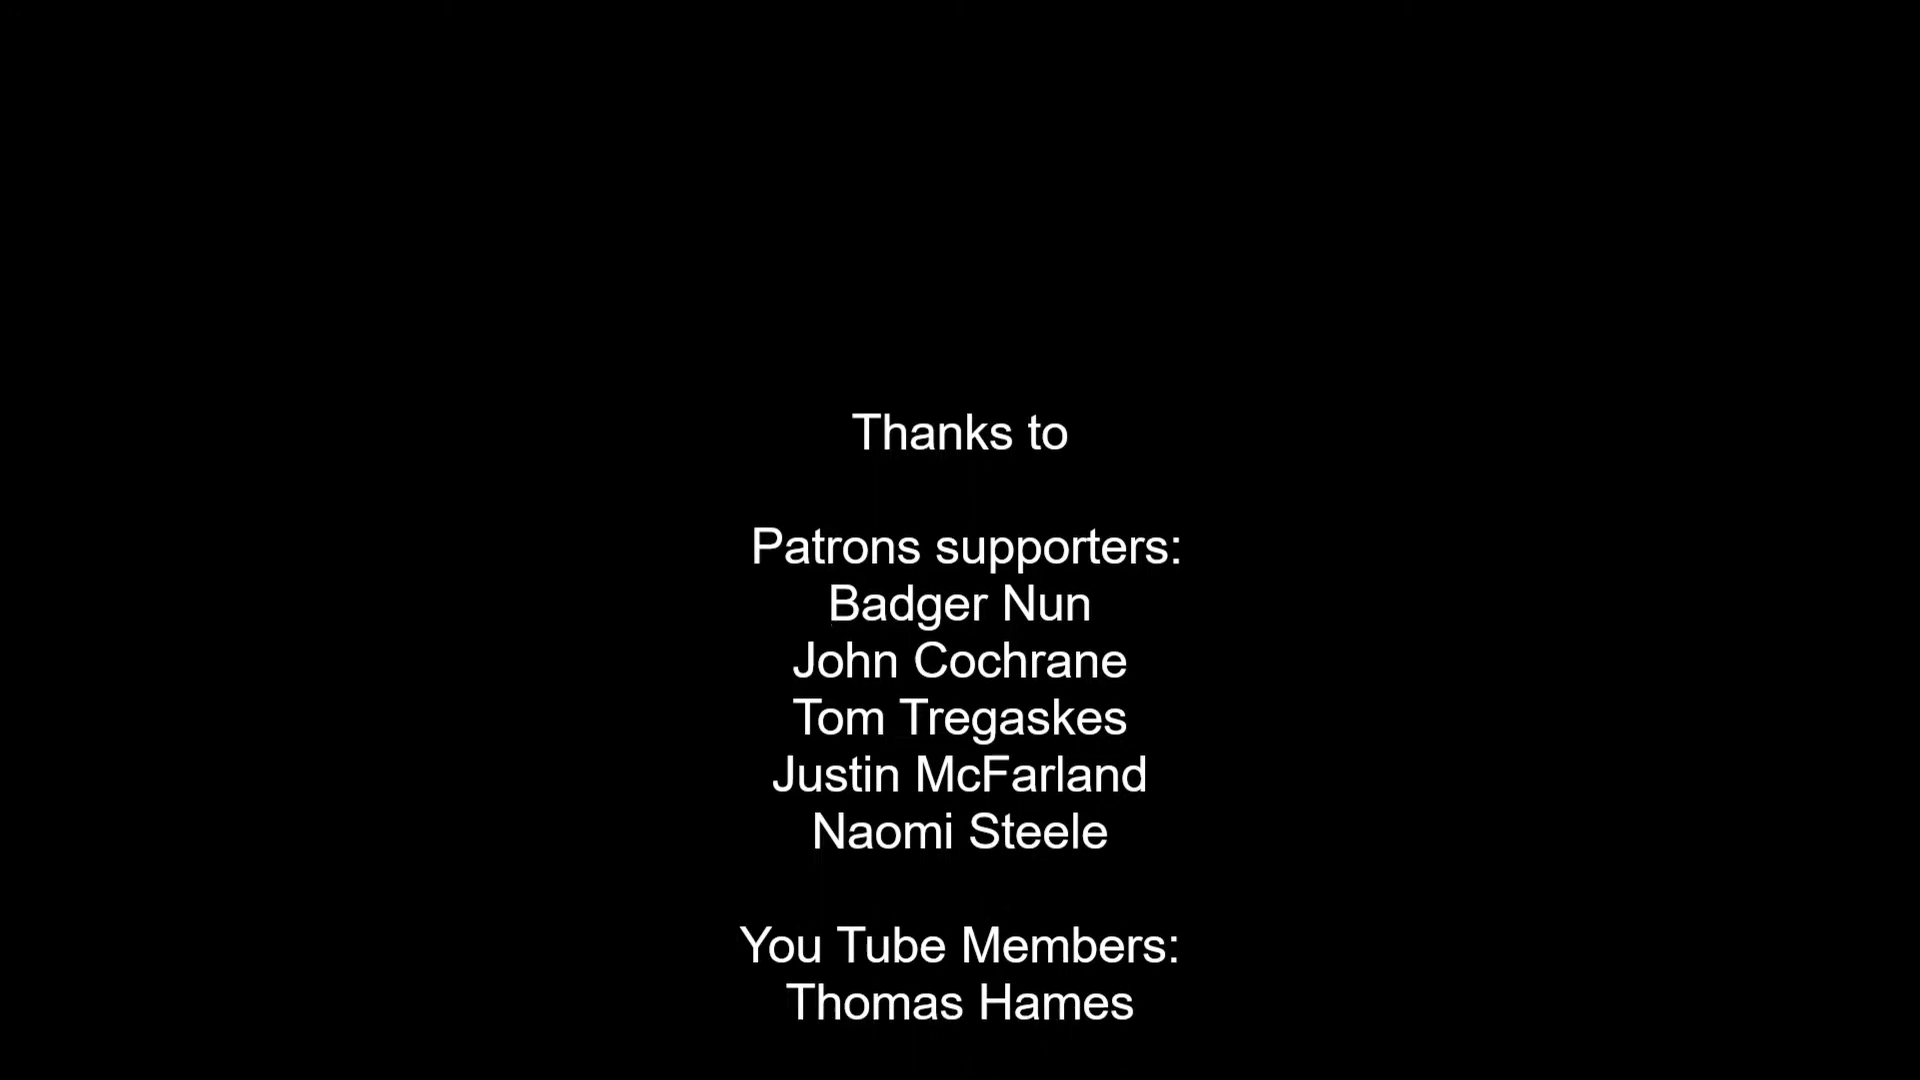 Thanks to
Patrons supporters:
Badger Nun
John Cochrane
Tom Tregaskes
Justin McFarland
Naomi Steele
You Tube Members:
Thomas Hames